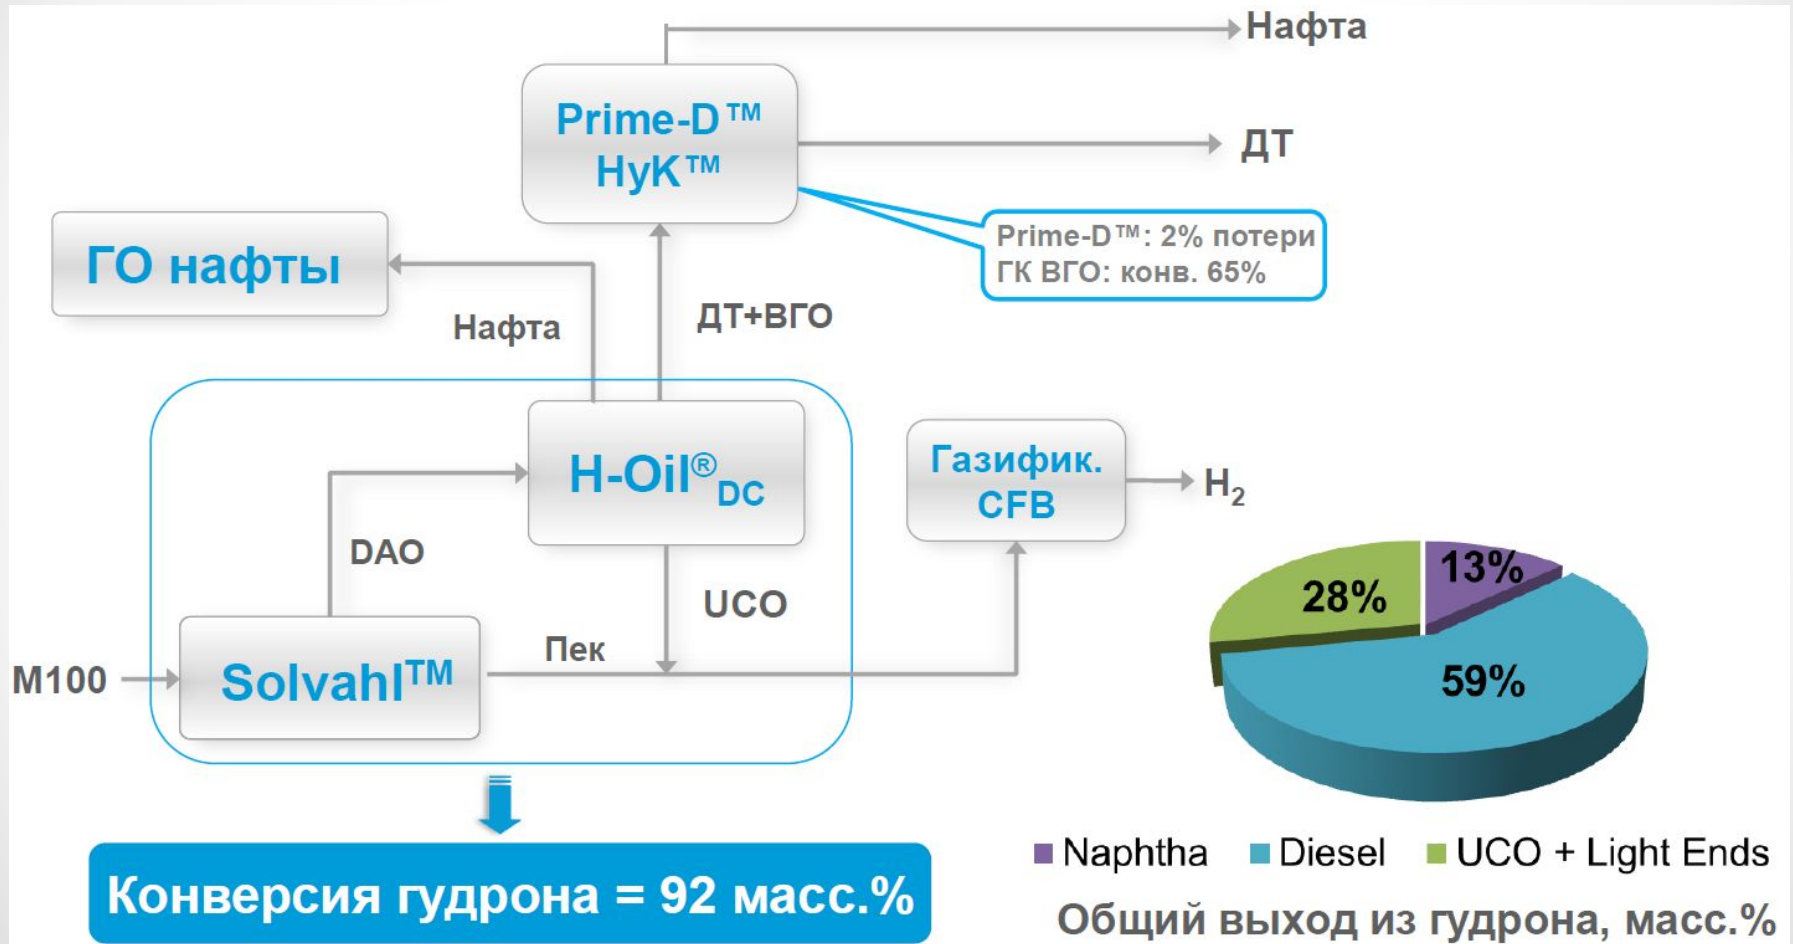 Нафта
Prime-D™
HyK™
ДТ
Prime-D™: 2% потери
ГК ВГО: конв. 65%
ГО нафты
Нафта
ДТ+ВГО
H-Oil®DC
Газифик.
CFB
H₂
DAO
UCO
Пек
M100
Solvahl™
13%
28%
59%
Naphtha
Diesel
UCO + Light Ends
Конверсия гудрона = 92 масс.%
Общий выход из гудрона, масс.%